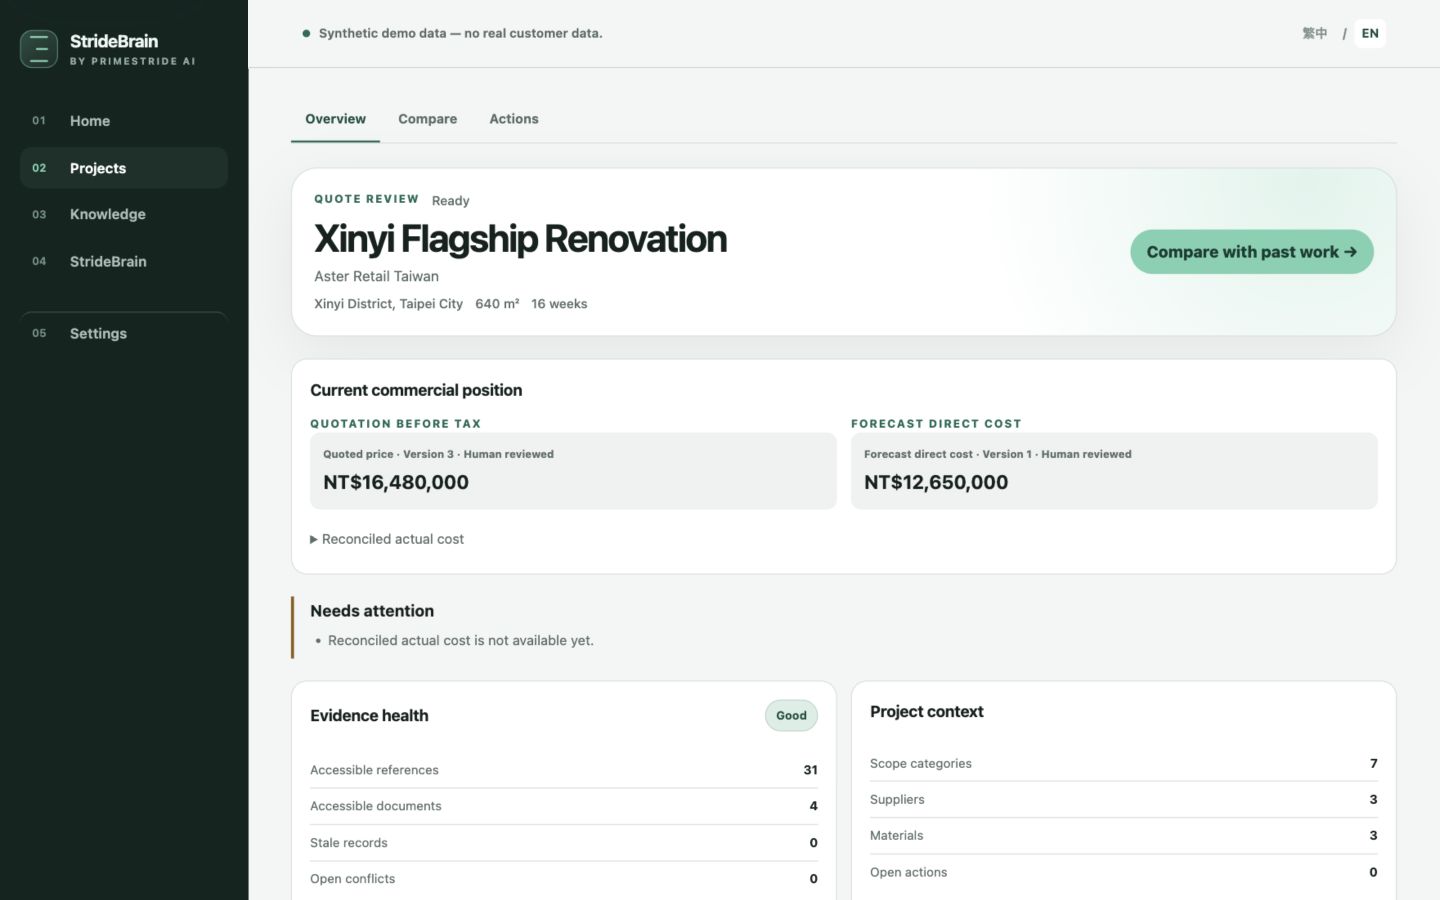 StrideBrain
BY PRIMESTRIDE AI
01 Home
02 Projects
03 Knowledge
04 StrideBrain
05 Settings
Synthetic demo data — no real customer data.
繁中 / EN
Overview Compare Actions
QUOTE REVIEW Ready
Xinyi Flagship Renovation
Aster Retail Taiwan
Xinyi District, Taipei City 640 m² 16 weeks
Compare with past work →
Current commercial position
QUOTATION BEFORE TAX
Quoted price · Version 3 · Human reviewed
NT$16,480,000
FORECAST DIRECT COST
Forecast direct cost · Version 1 · Human reviewed
NT$12,650,000
▶ Reconciled actual cost
Needs attention
• Reconciled actual cost is not available yet.
Evidence health Good
Accessible references 31
Accessible documents 4
Stale records 0
Open conflicts 0
Project context
Scope categories 7
Suppliers 3
Materials 3
Open actions 0